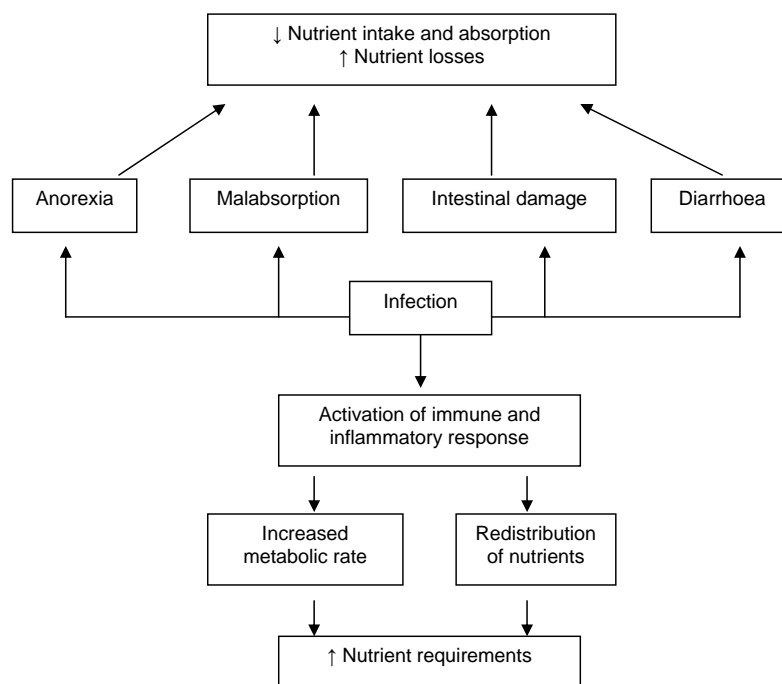 ↓ Nutrient intake and absorption
↑ Nutrient losses
Anorexia
Malabsorption
Intestinal damage
Diarrhoea
Infection
Activation of immune and
inflammatory response
Increased
metabolic rate
Redistribution
of nutrients
↑ Nutrient requirements